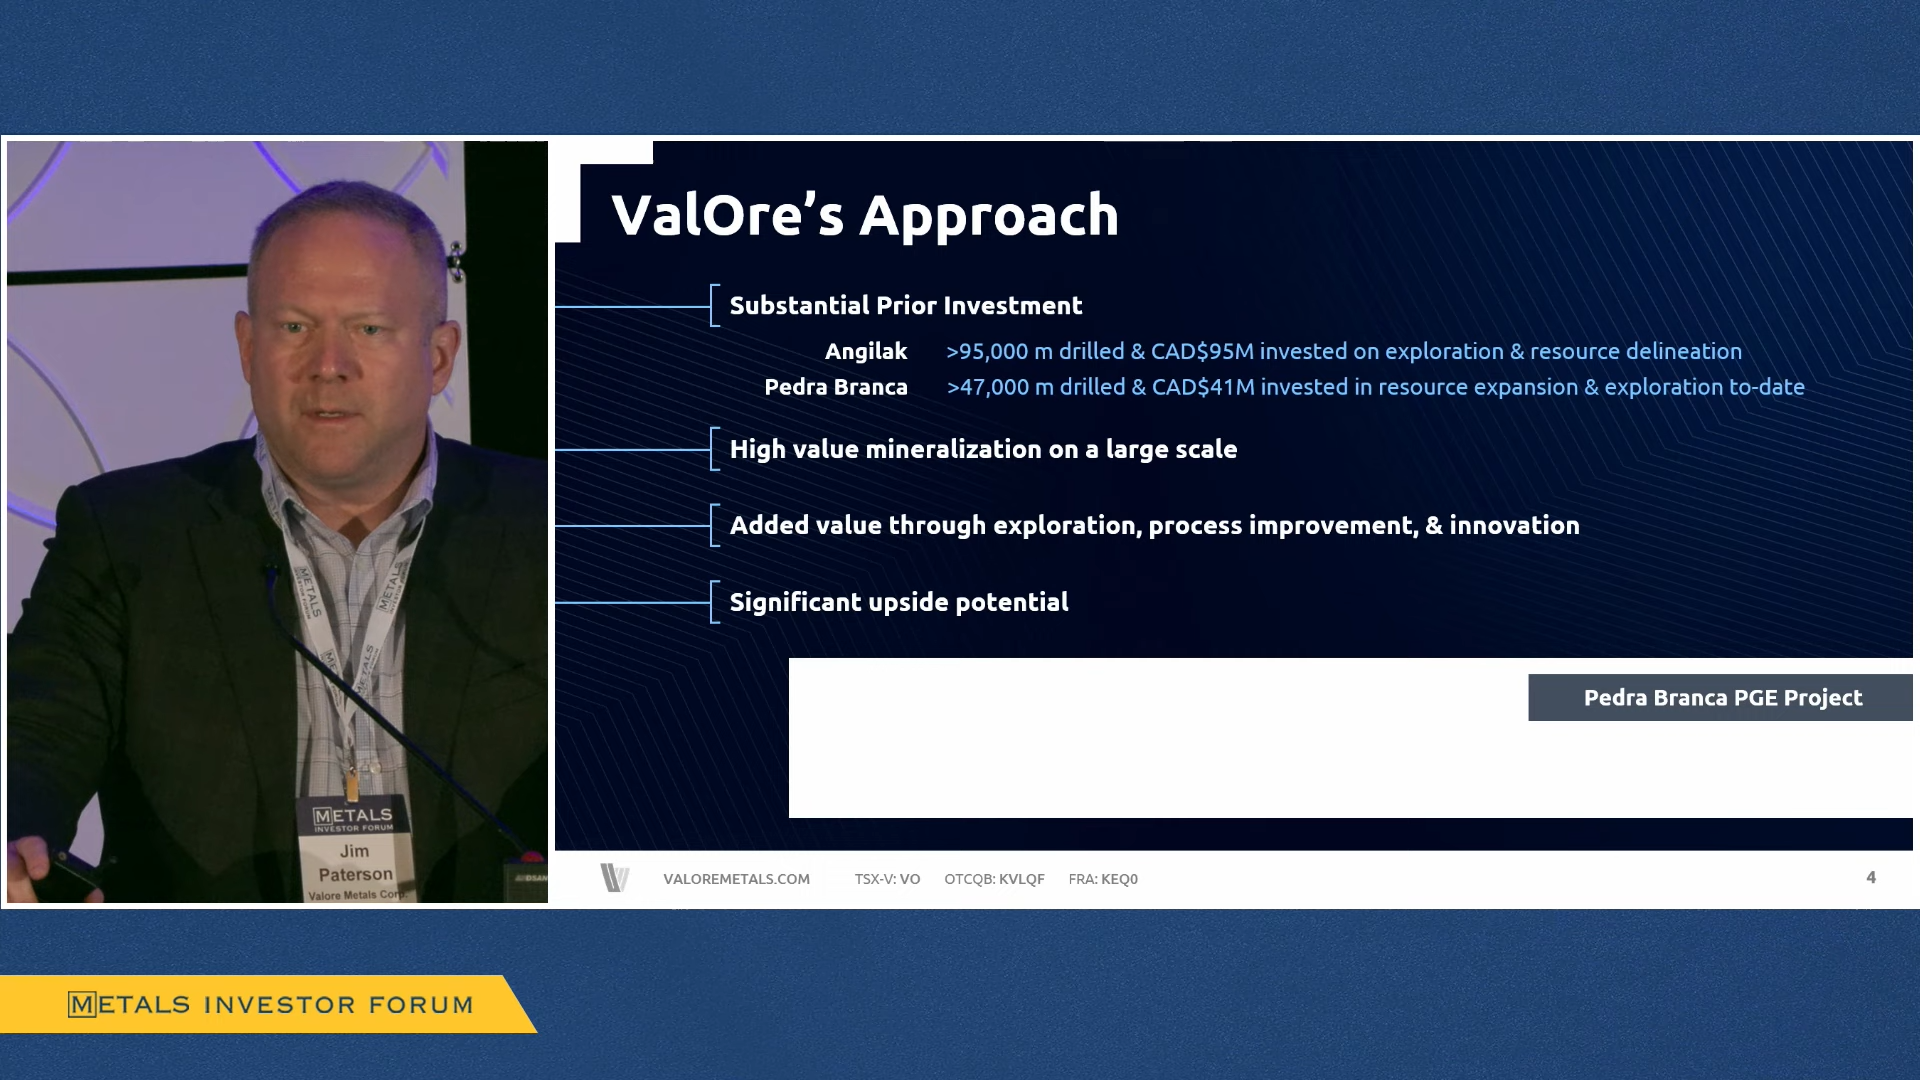 ValOre’s Approach
Substantial Prior Investment
Angilak >95,000 m drilled & CAD$95M invested on exploration & resource delineation
Pedra Branca >47,000 m drilled & CAD$41M invested in resource expansion & exploration to-date
High value mineralization on a large scale
Added value through exploration, process improvement, & innovation
Significant upside potential
Pedra Branca PGE Project
VALOREMETALS.COM TSX-V: VO OTCQB: KVLQF FRA: KEQ0 4
METALS
INVESTOR FORUM
Jim
Paterson
Valore Metals Corp.
METALS INVESTOR FORUM